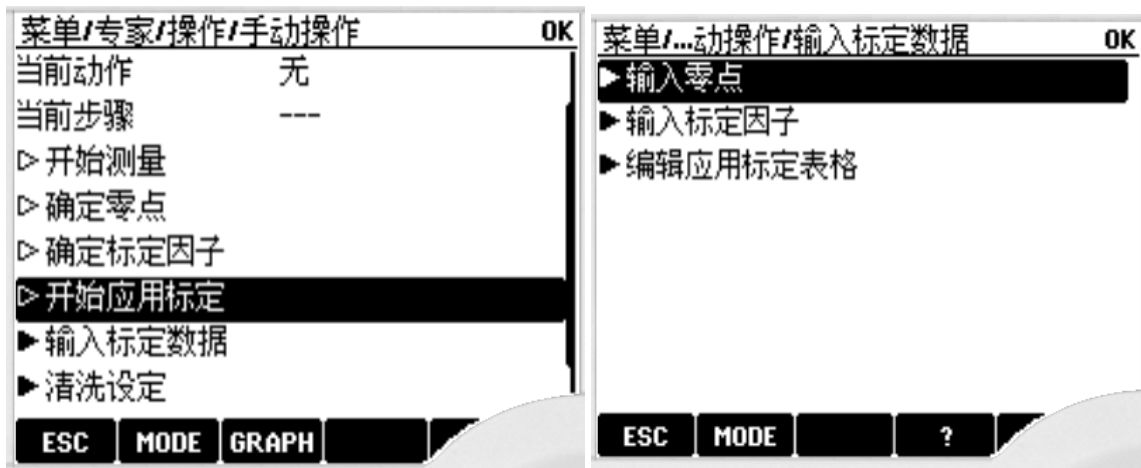 菜单/专家/操作/手动操作 OK
当前动作 无
当前步骤 ---
▷开始测量
▷确定零点
▷确定标定因子
▷开始应用标定
▶输入标定数据
▶清洗设定
ESC MODE GRAPH
菜单/...动操作/输入标定数据 OK
▶输入零点
▶输入标定因子
▶编辑应用标定表格
ESC MODE ?